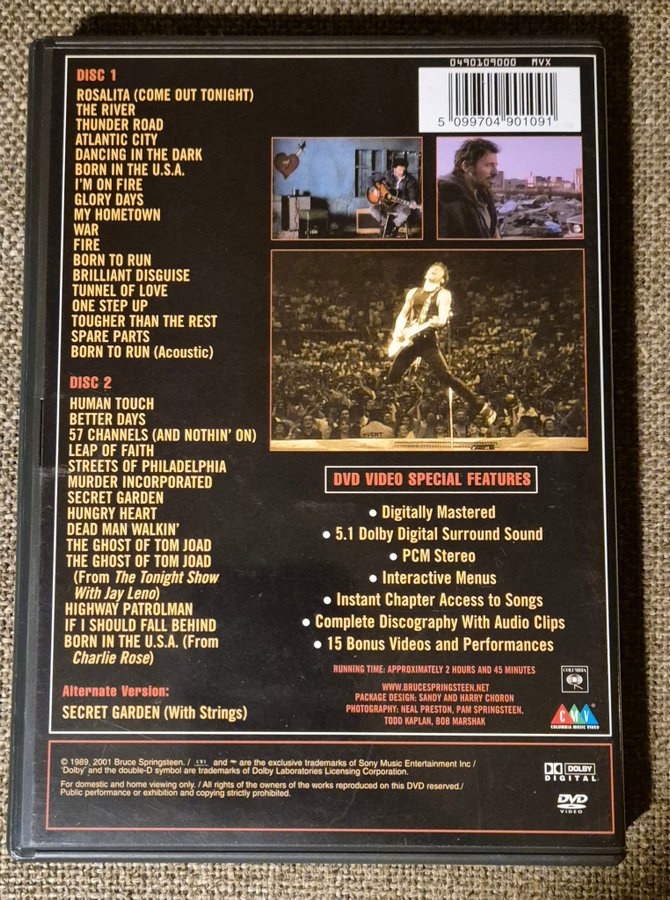 DISC 1
ROSALITA (COME OUT TONIGHT)
THE RIVER
THUNDER ROAD
ATLANTIC CITY
DANCING IN THE DARK
BORN IN THE U.S.A.
I'M ON FIRE
GLORY DAYS
MY HOMETOWN
WAR
FIRE
BORN TO RUN
BRILLIANT DISGUISE
TUNNEL OF LOVE
ONE STEP UP
TOUGHER THAN THE REST
SPARE PARTS
BORN TO RUN (Acoustic)
DISC 2
HUMAN TOUCH
BETTER DAYS
57 CHANNELS (AND NOTHIN' ON)
LEAP OF FAITH
STREETS OF PHILADELPHIA
MURDER INCORPORATED
SECRET GARDEN
HUNGRY HEART
DEAD MAN WALKIN'
THE GHOST OF TOM JOAD
THE GHOST OF TOM JOAD
(From The Tonight Show
With Jay Leno)
HIGHWAY PATROLMAN
IF I SHOULD FALL BEHIND
BORN IN THE U.S.A. (From
Charlie Rose)
Alternate Version:
SECRET GARDEN (With Strings)
0490109000 MVX
5 099704 901091
EVENT
DVD VIDEO SPECIAL FEATURES
• Digitally Mastered
• 5.1 Dolby Digital Surround Sound
• PCM Stereo
• Interactive Menus
• Instant Chapter Access to Songs
• Complete Discography With Audio Clips
• 15 Bonus Videos and Performances
RUNNING TIME: APPROXIMATELY 2 HOURS AND 45 MINUTES
WWW.BRUCESPRINGSTEEN.NET
PACKAGE DESIGN: SANDY AND HARRY CHORON
PHOTOGRAPHY: NEAL PRESTON, PAM SPRINGSTEEN,
TODD KAPLAN, BOB MARSHAK
COLUMBIA
CMV
COLUMBIA MUSIC VIDEO
© 1989, 2001 Bruce Springsteen. / and are the exclusive trademarks of Sony Music Entertainment Inc /
'Dolby' and the double-D symbol are trademarks of Dolby Laboratories Licensing Corporation.
For domestic and home viewing only. / All rights of the owners of the works reproduced on this DVD reserved./
Public performance or exhibition and copying strictly prohibited.
DOLBY
DIGITAL
DVD
VIDEO